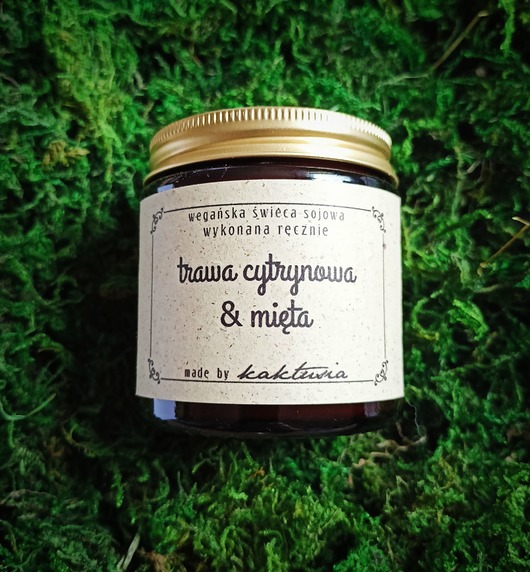 wegańska świeca sojowa
wykonana ręcznie
trawa cytrynowa
& mięta
made by kaktusia